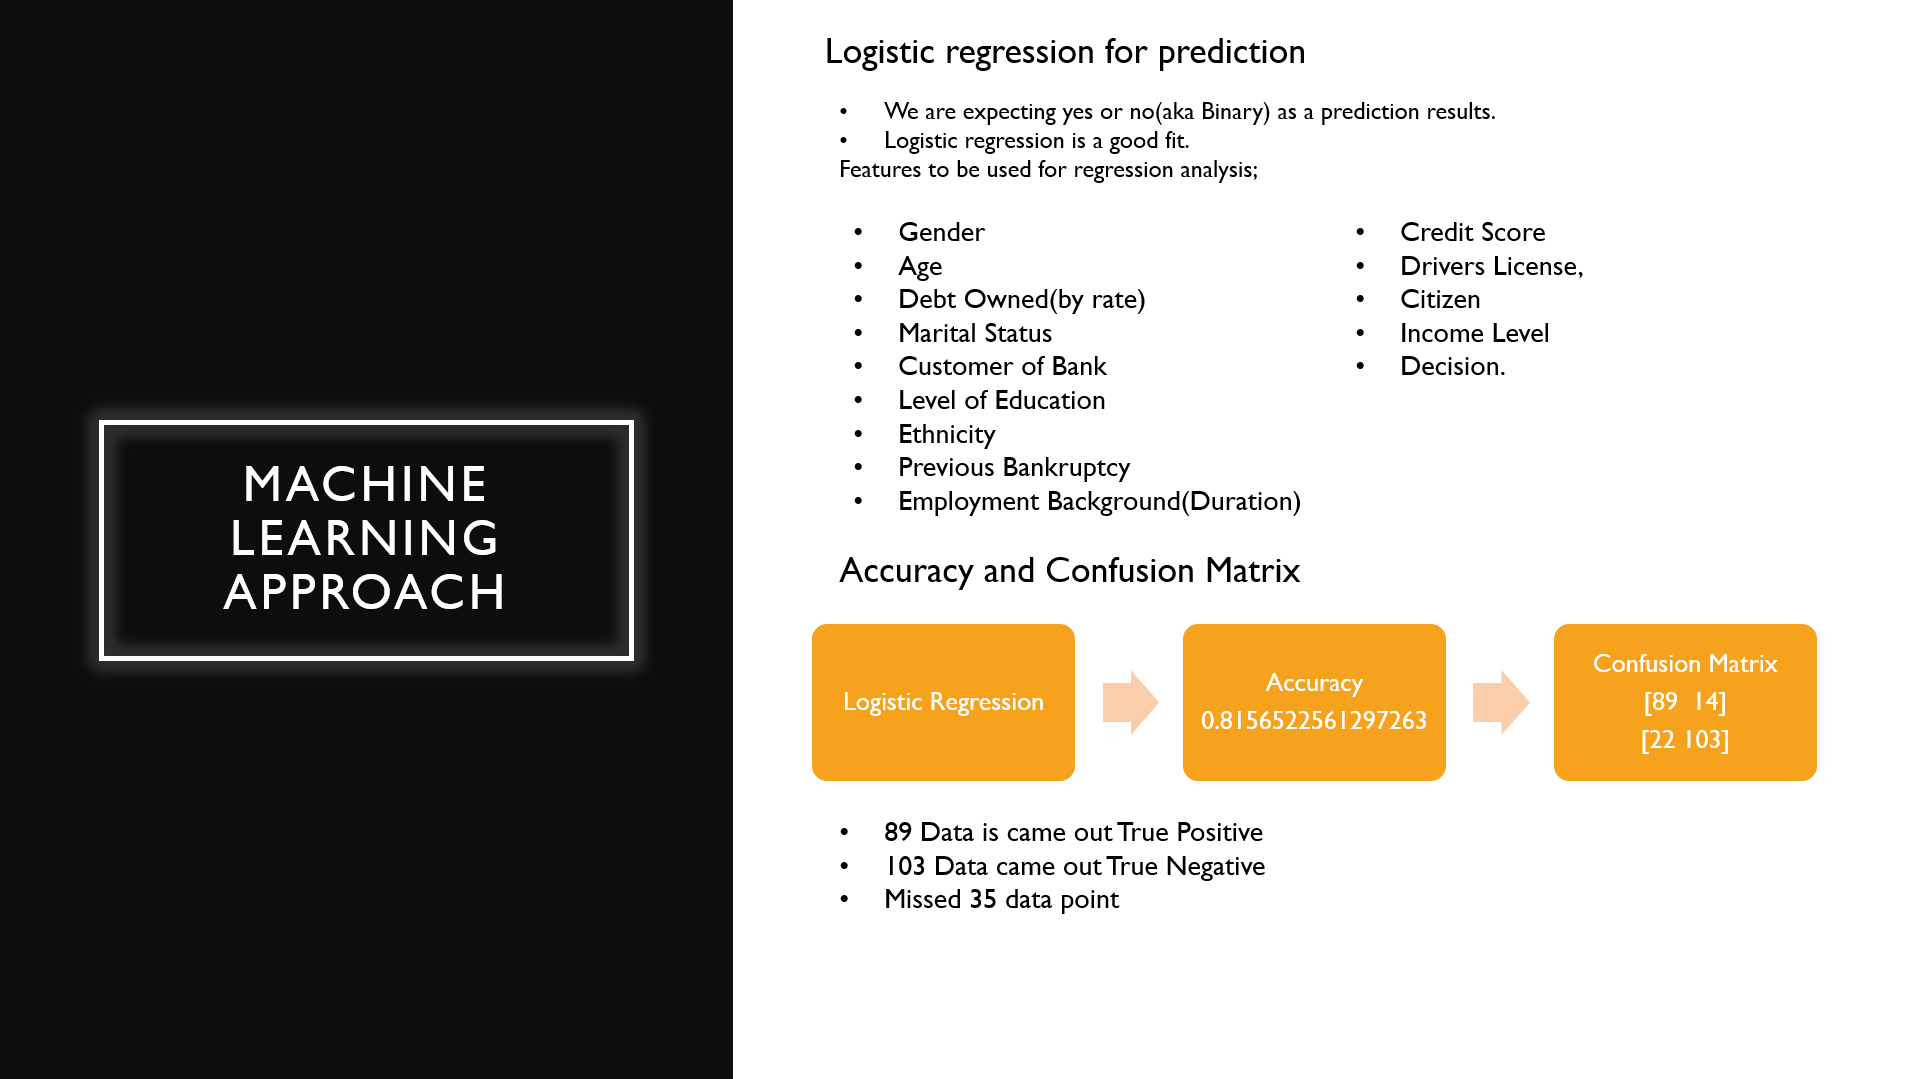 MACHINE
LEARNING
APPROACH
Logistic regression for prediction
• We are expecting yes or no(aka Binary) as a prediction results.
• Logistic regression is a good fit.
Features to be used for regression analysis;
• Gender
• Age
• Debt Owned(by rate)
• Marital Status
• Customer of Bank
• Level of Education
• Ethnicity
• Previous Bankruptcy
• Employment Background(Duration)
• Credit Score
• Drivers License,
• Citizen
• Income Level
• Decision.
Accuracy and Confusion Matrix
Logistic Regression
Accuracy
0.8156522561297263
Confusion Matrix
[89 14]
[22 103]
• 89 Data is came out True Positive
• 103 Data came out True Negative
• Missed 35 data point